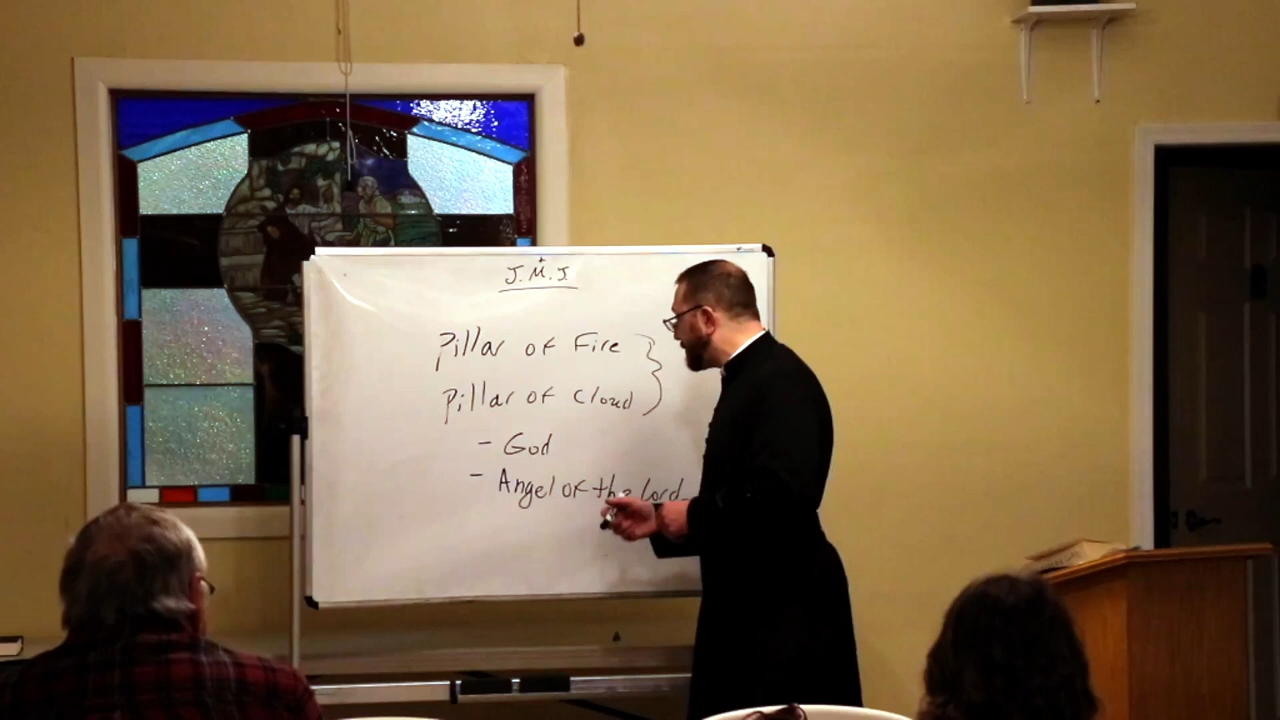 J.M.J.
Pillar of Fire
Pillar of Cloud
- God
- Angel of the Lord